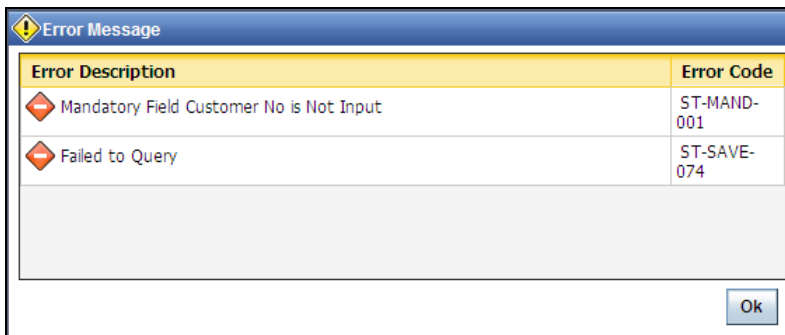 Error Message
Error Description Error Code
Mandatory Field Customer No is Not Input ST-MAND-
001
Failed to Query ST-SAVE-
074
Ok